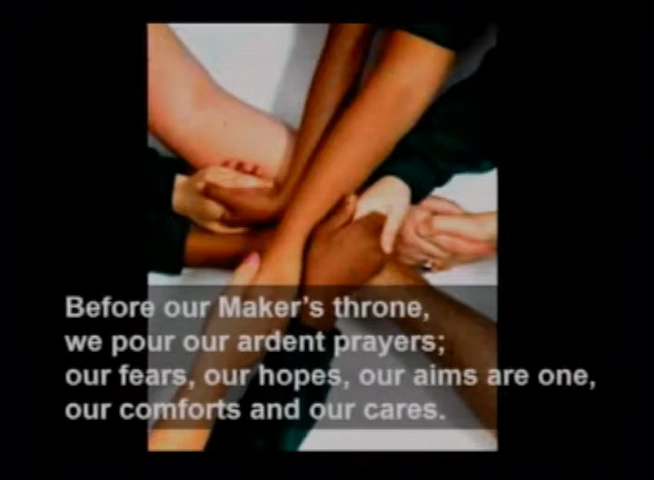 Before our Maker's throne,
we pour our ardent prayers;
our fears, our hopes, our aims are one,
our comforts and our cares.